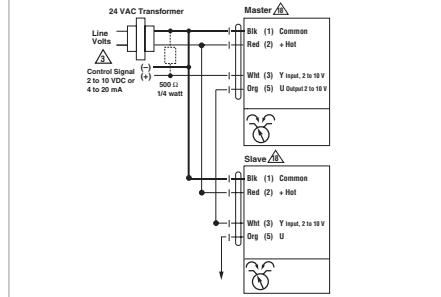 24 VAC Transformer
Master 18
Line
Volts
3
Control Signal
2 to 10 VDC or
4 to 20 mA
(–)
(+)
500 Ω
1/4 watt
Blk (1) Common
Red (2) + Hot
Wht (3) Y Input, 2 to 10 V
Org (5) U Output 2 to 10 V
Slave 18
Blk (1) Common
Red (2) + Hot
Wht (3) Y Input, 2 to 10 V
Org (5) U